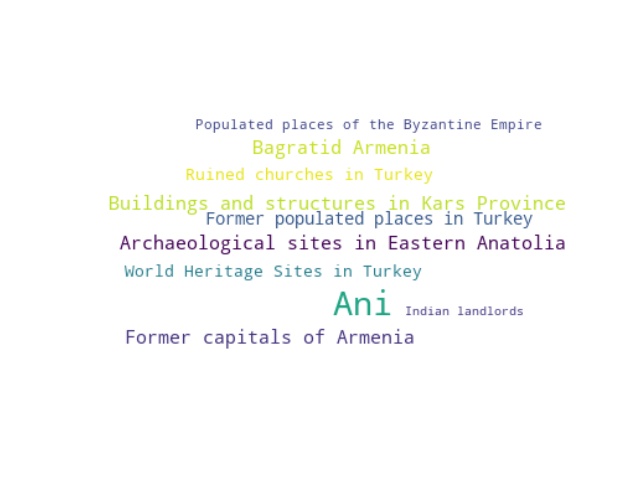 Populated places of the Byzantine Empire
Bagratid Armenia
Ruined churches in Turkey
Buildings and structures in Kars Province
Former populated places in Turkey
Archaeological sites in Eastern Anatolia
World Heritage Sites in Turkey
Ani Indian landlords
Former capitals of Armenia